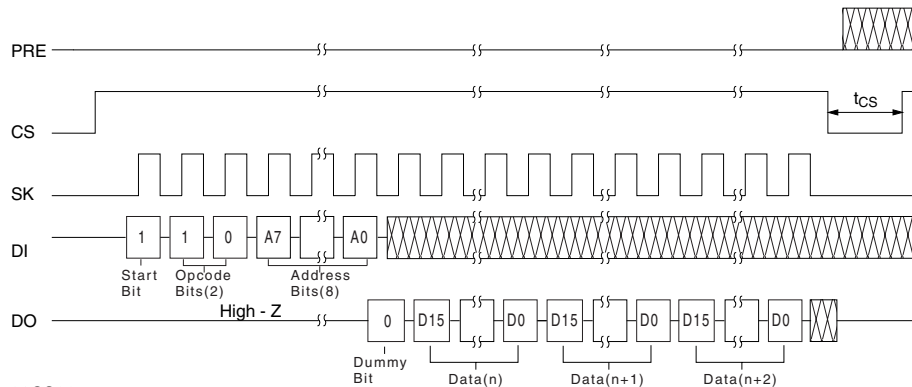 PRE
tCS
CS
SK
DI
1 1 0 A7 A0
Start Bit
Opcode Bits(2)
Address Bits(8)
High - Z
DO
0 D15 D0 D15 D0 D15 D0
Dummy Bit
Data(n)
Data(n+1)
Data(n+2)